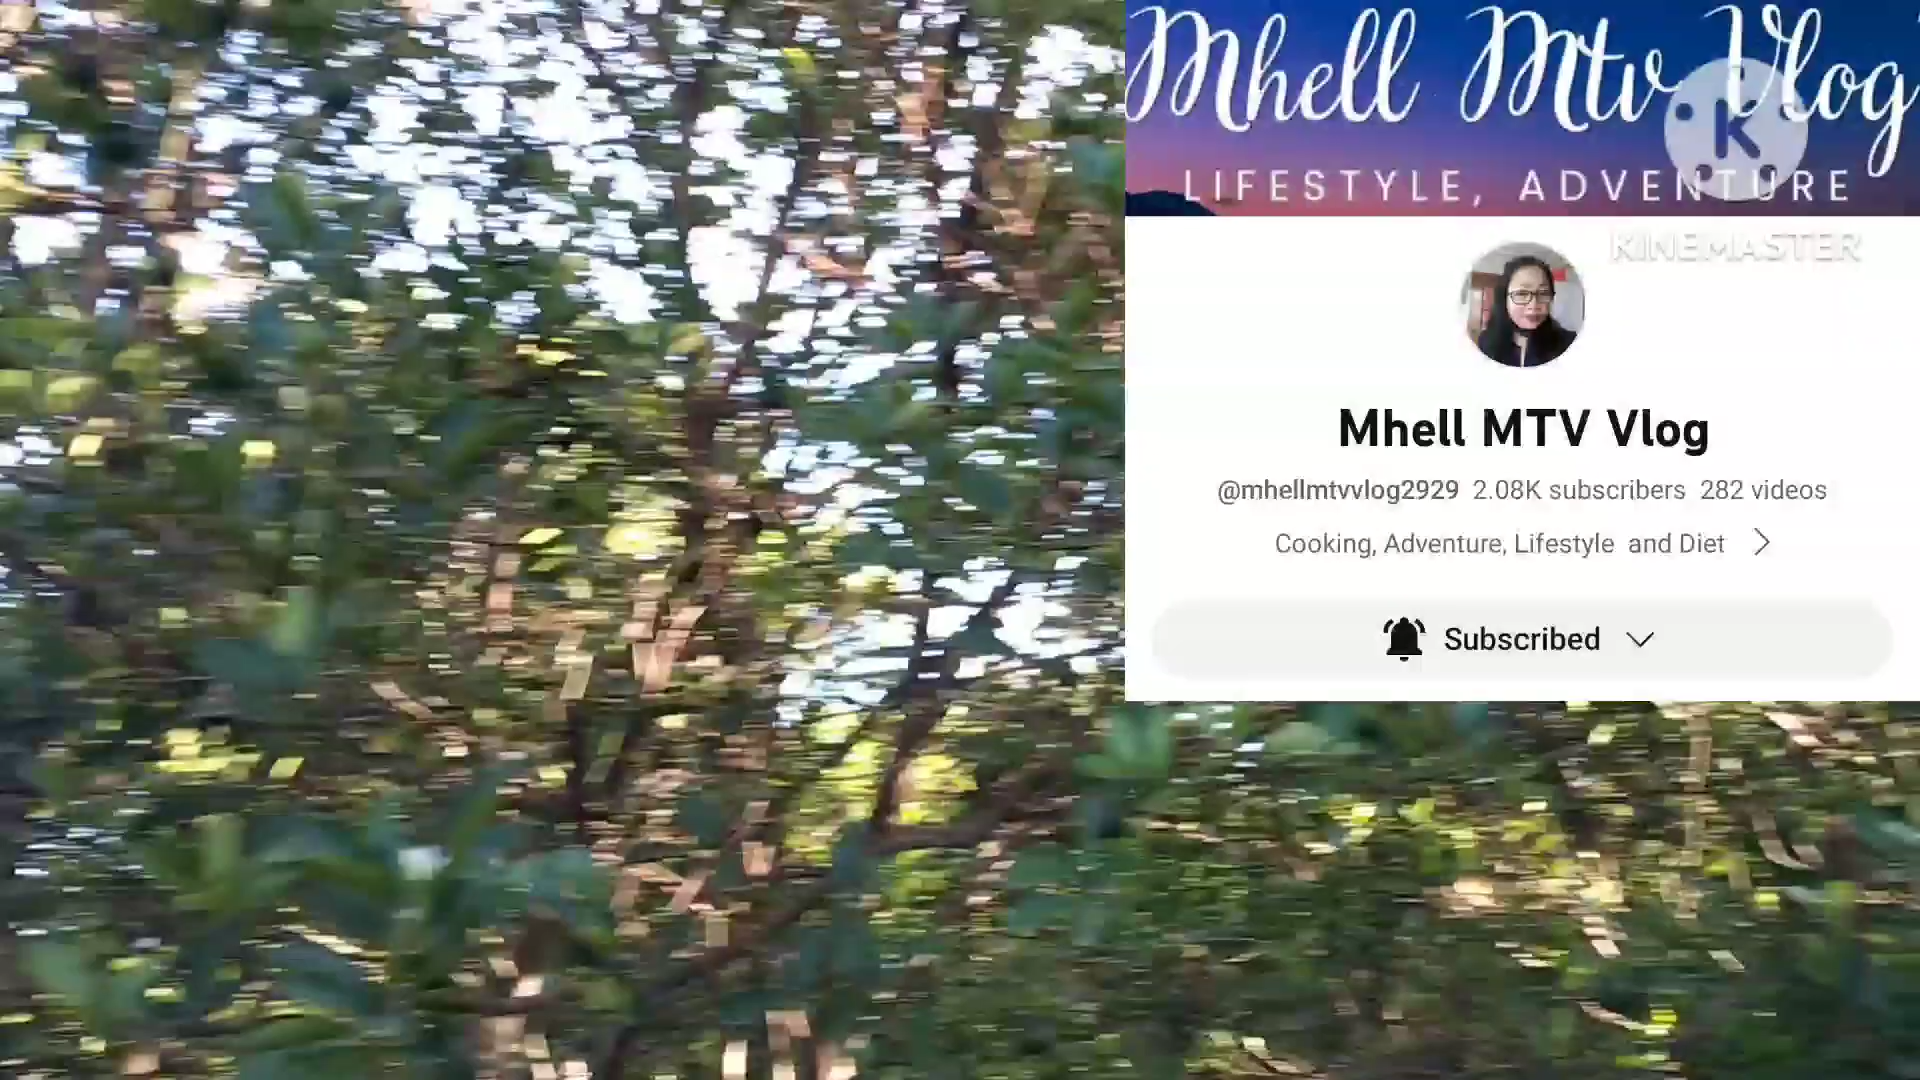 Mhell Mtv Vlog
LIFESTYLE, ADVENTURE
K
KINEMASTER
Mhell MTV Vlog
@mhellmtvvlog2929 2.08K subscribers 282 videos
Cooking, Adventure, Lifestyle and Diet
Subscribed